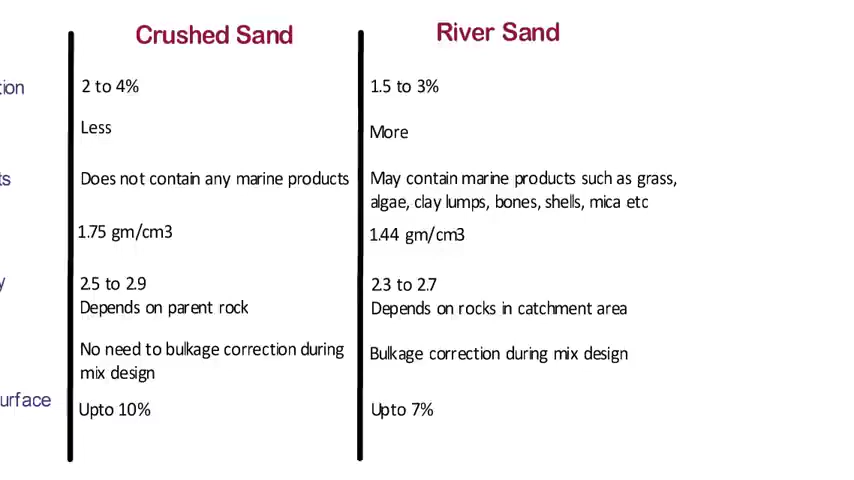 Crushed Sand
River Sand
2 to 4%
1.5 to 3%
Less
More
Does not contain any marine products
May contain marine products such as grass,
algae, clay lumps, bones, shells, mica etc
1.75 gm/cm3
1.44 gm/cm3
2.5 to 2.9
Depends on parent rock
2.3 to 2.7
Depends on rocks in catchment area
No need to bulkage correction during
mix design
Bulkage correction during mix design
Upto 10%
Upto 7%